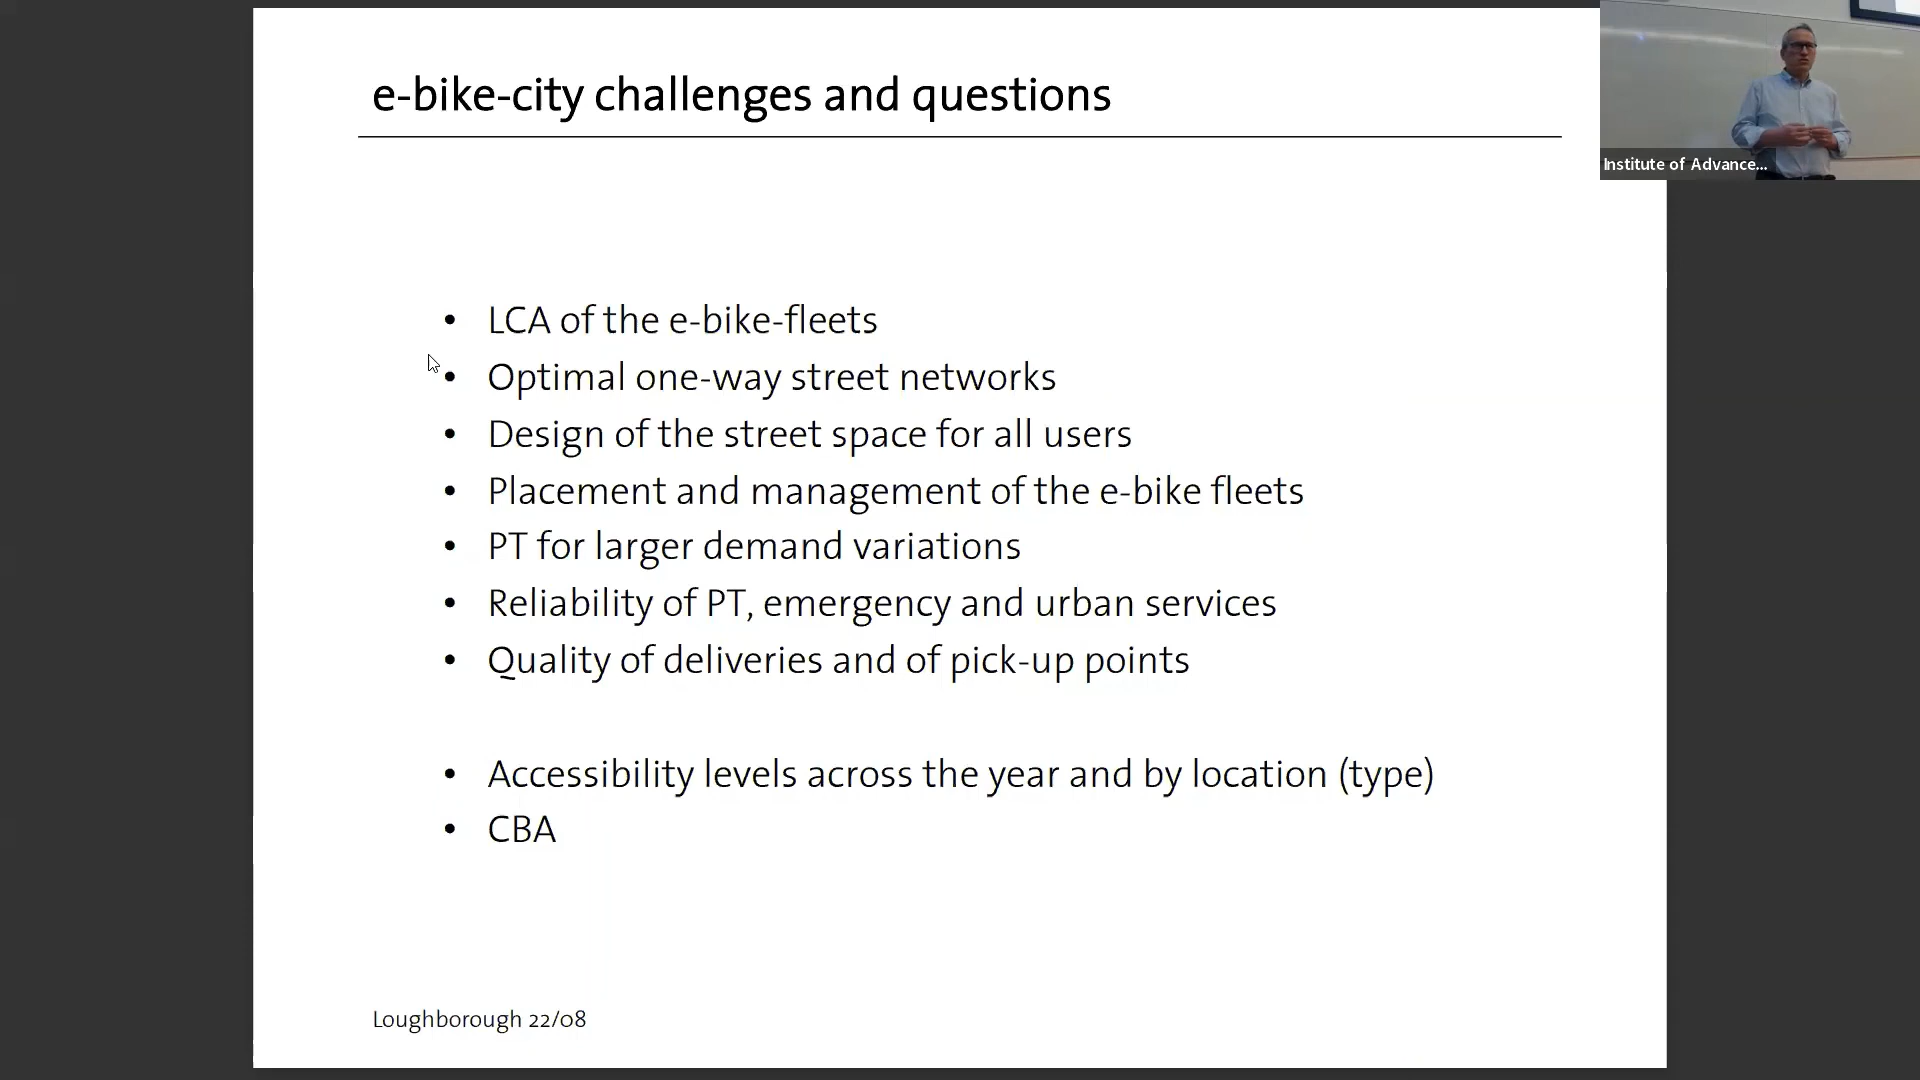 e-bike-city challenges and questions
Institute of Advance...
• LCA of the e-bike-fleets
• Optimal one-way street networks
• Design of the street space for all users
• Placement and management of the e-bike fleets
• PT for larger demand variations
• Reliability of PT, emergency and urban services
• Quality of deliveries and of pick-up points
• Accessibility levels across the year and by location (type)
• CBA
Loughborough 22/08